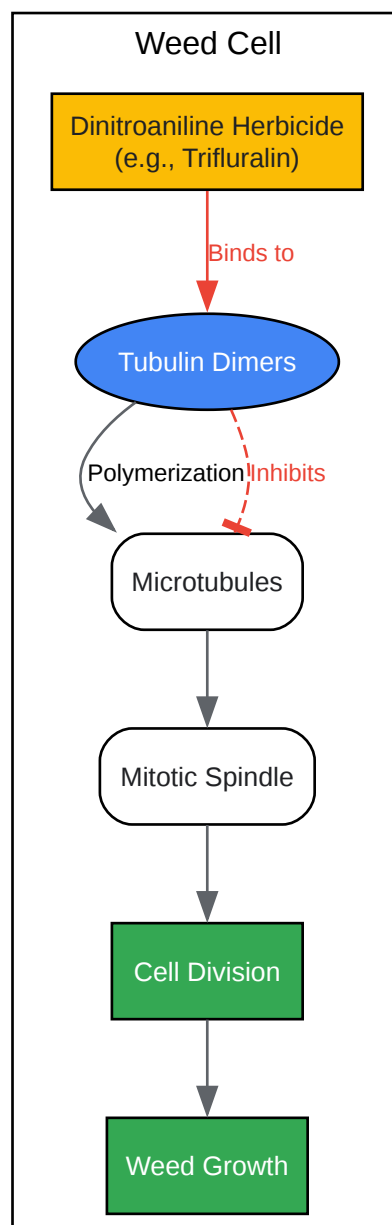 Weed Cell
Dinitroaniline Herbicide
(e.g., Trifluralin)
Binds to
Tubulin Dimers
Polymerization
Inhibits
Microtubules
Mitotic Spindle
Cell Division
Weed Growth